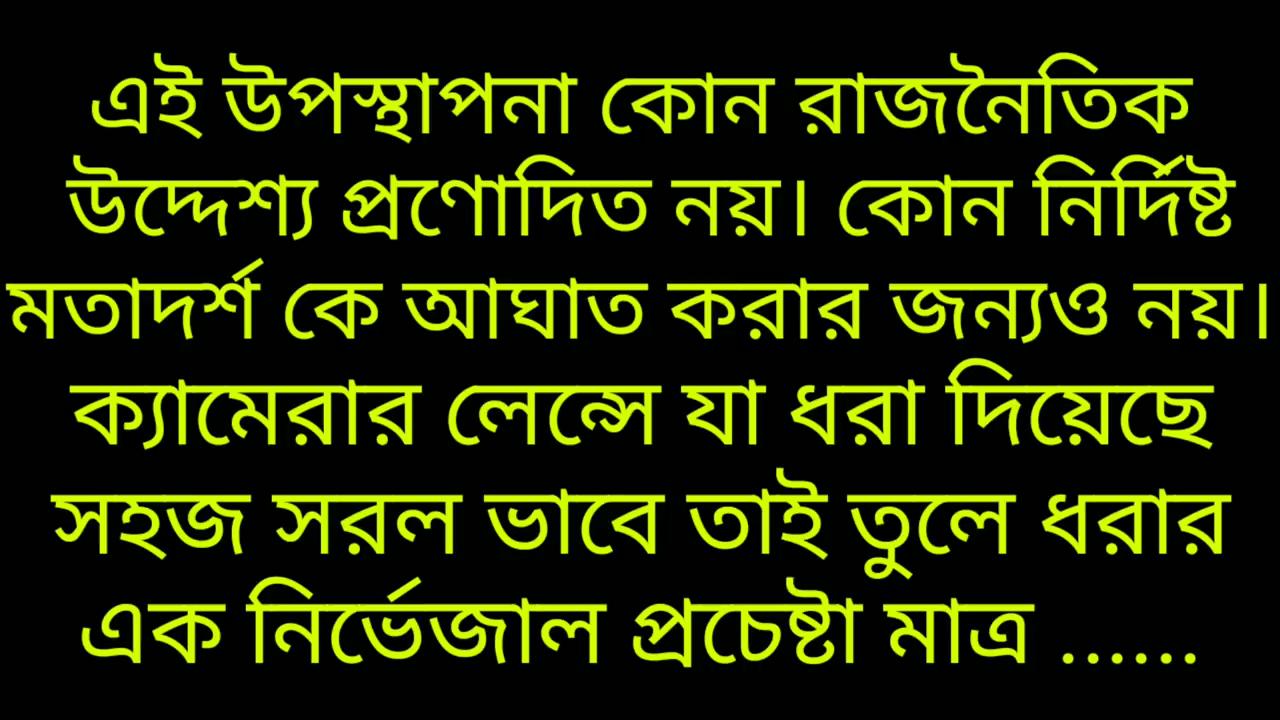 এই উপস্থাপনা কোন রাজনৈতিক
উদ্দেশ্য প্রণোদিত নয়। কোন নির্দিষ্ট
মতাদর্শ কে আঘাত করার জন্যও নয়।
ক্যামেরার লেন্সে যা ধরা দিয়েছে
সহজ সরল ভাবে তাই তুলে ধরার
এক নির্ভেজাল প্রচেষ্টা মাত্র ......